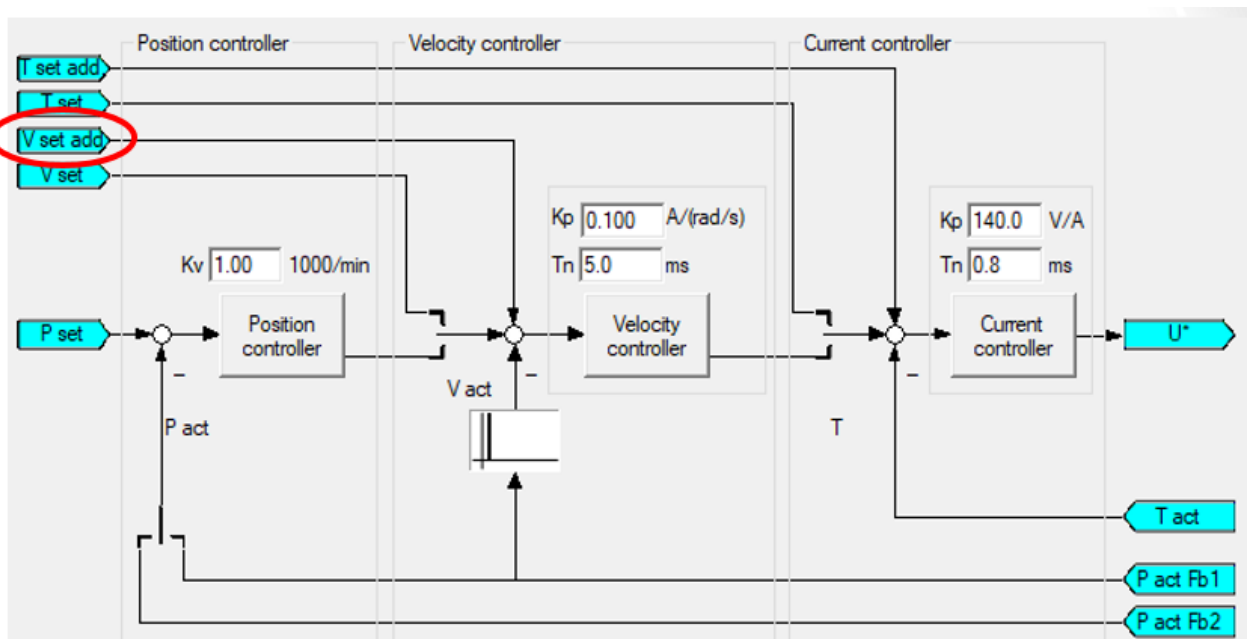 Position controller
Velocity controller
Current controller
T set add
T set
V set add
V set
Kp 0.100 A/(rad/s)
Kp 140.0 V/A
Kv 1.00 1000/min
Tn 5.0 ms
Tn 0.8 ms
P set
Position
controller
Velocity
controller
Current
controller
U*
–
–
–
V act
P act
T
T act
P act Fb1
P act Fb2